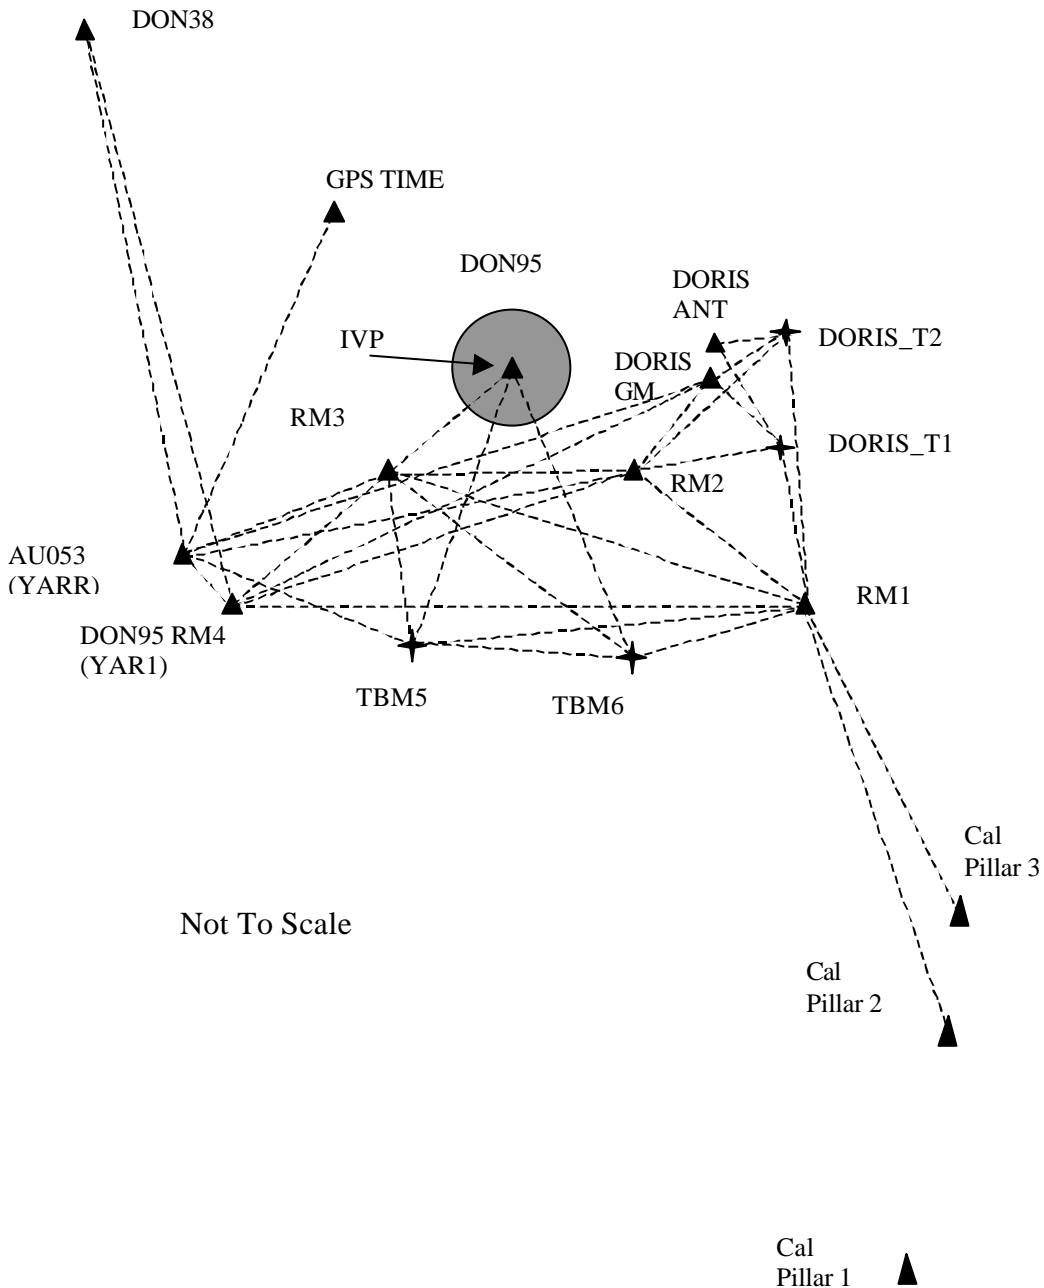 DON38
GPS TIME
DON95
DORIS
ANT
IVP
DORIS_T2
DORIS
GM
RM3
DORIS_T1
RM2
AU053
(YARR)
RM1
DON95 RM4
(YAR1)
TBM5
TBM6
Cal
Pillar 3
Not To Scale
Cal
Pillar 2
Cal
Pillar 1